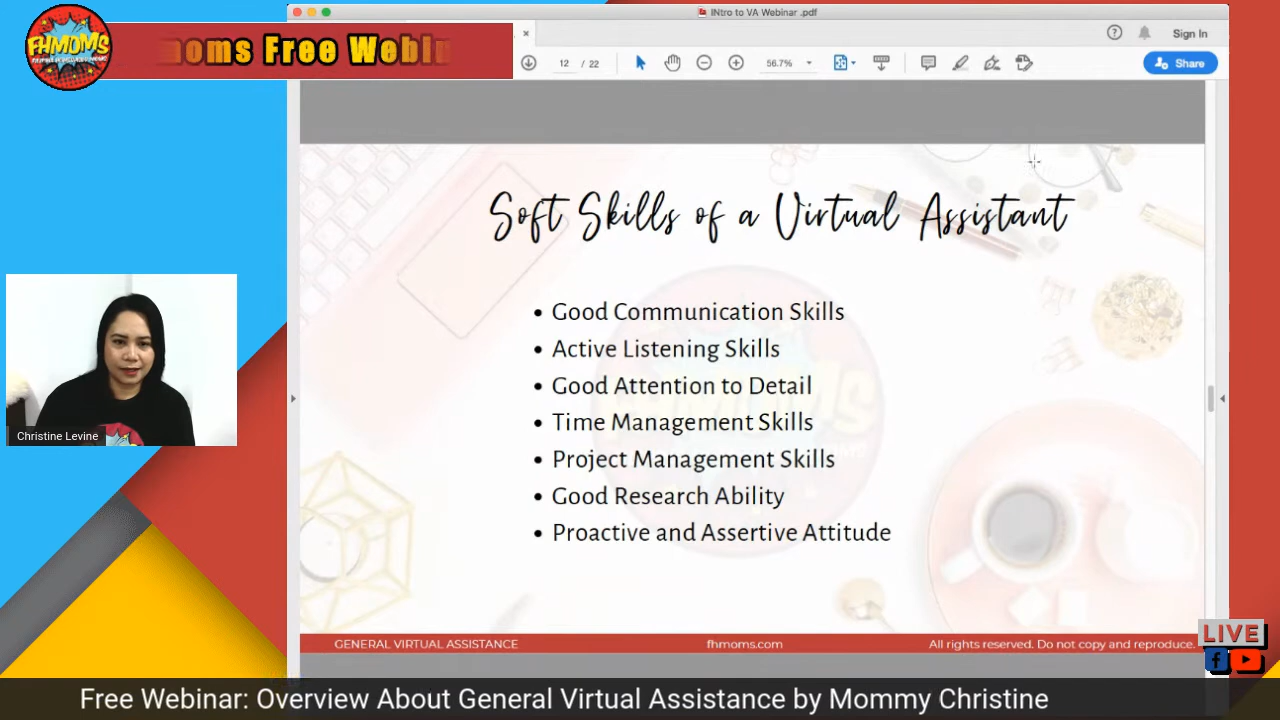 INtro to VA Webinar .pdf
FHMOMS
moms Free Webin
12 / 22
56.7%
Sign In
Share
Soft Skills of a Virtual Assistant
• Good Communication Skills
• Active Listening Skills
• Good Attention to Detail
• Time Management Skills
• Project Management Skills
• Good Research Ability
• Proactive and Assertive Attitude
Christine Levine
GENERAL VIRTUAL ASSISTANCE
fhmoms.com
All rights reserved. Do not copy and reproduce.
LIVE
Free Webinar: Overview About General Virtual Assistance by Mommy Christine